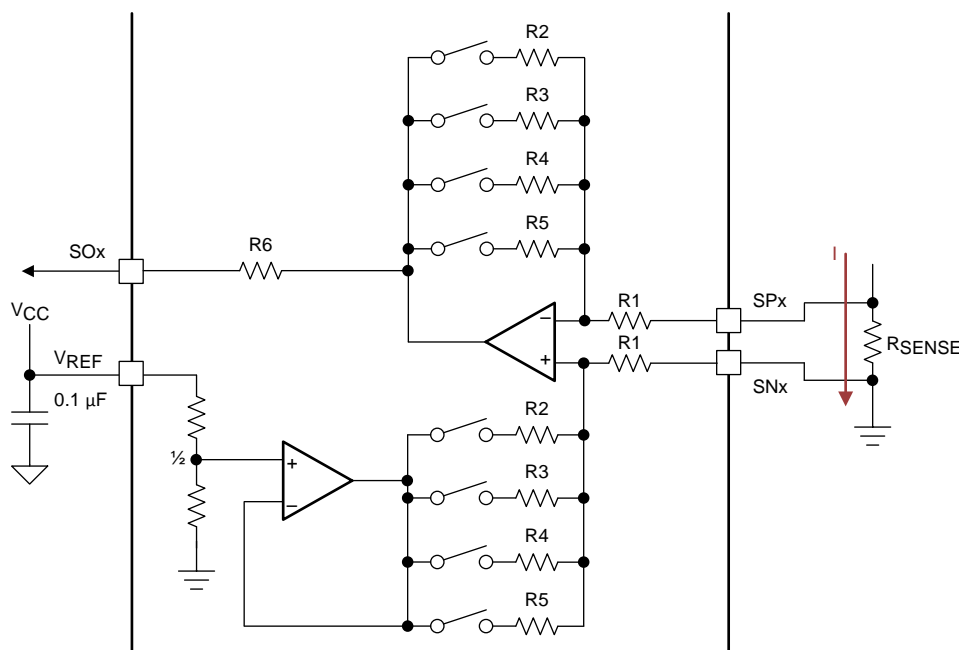 R2
R3
R4
R5
SOx
R6
I
VCC
VREF
0.1 µF
R1
SPx
R1
SNx
RSENSE
−
+
½
+
−
R2
R3
R4
R5